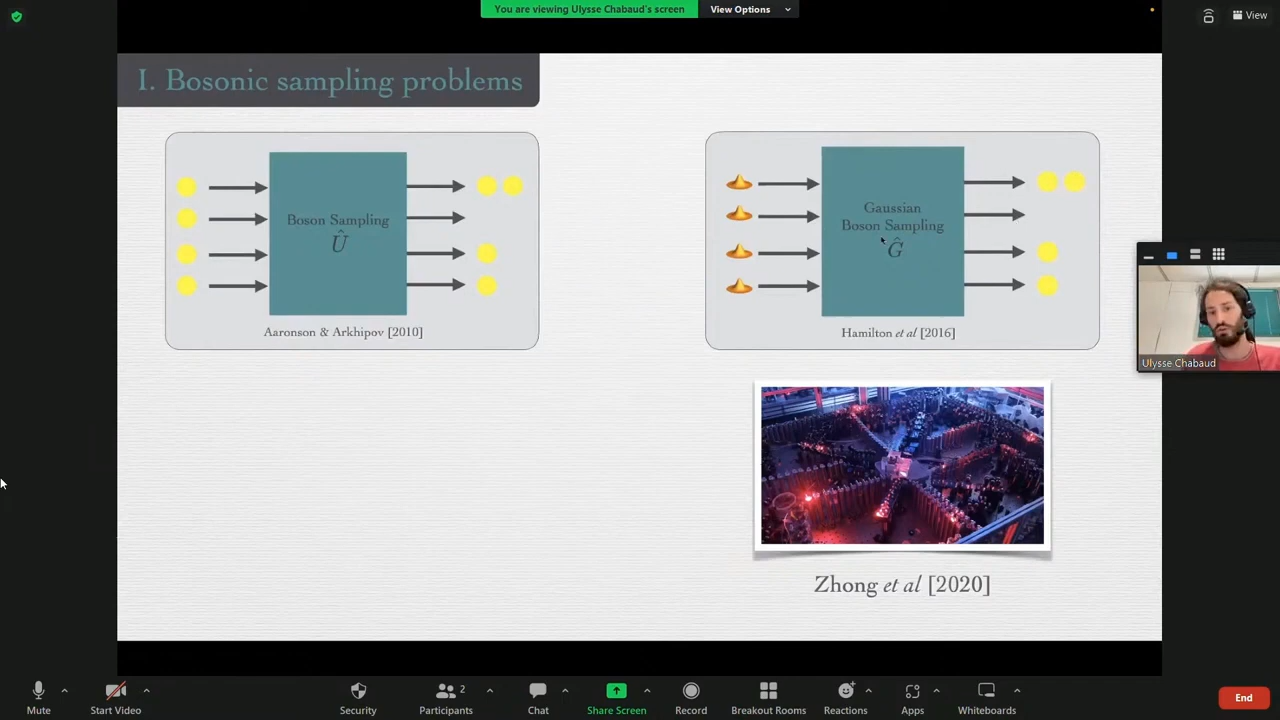 You are viewing Ulysse Chabaud's screen
View Options
View
I. Bosonic sampling problems
Boson Sampling
Û
Aaronson & Arkhipov [2010]
Gaussian
Boson Sampling
Ĝ
Hamilton et al [2016]
Zhong et al [2020]
Ulysse Chabaud
Mute
Start Video
Security
2
Participants
Chat
Share Screen
Record
Breakout Rooms
Reactions
Apps
Whiteboards
End